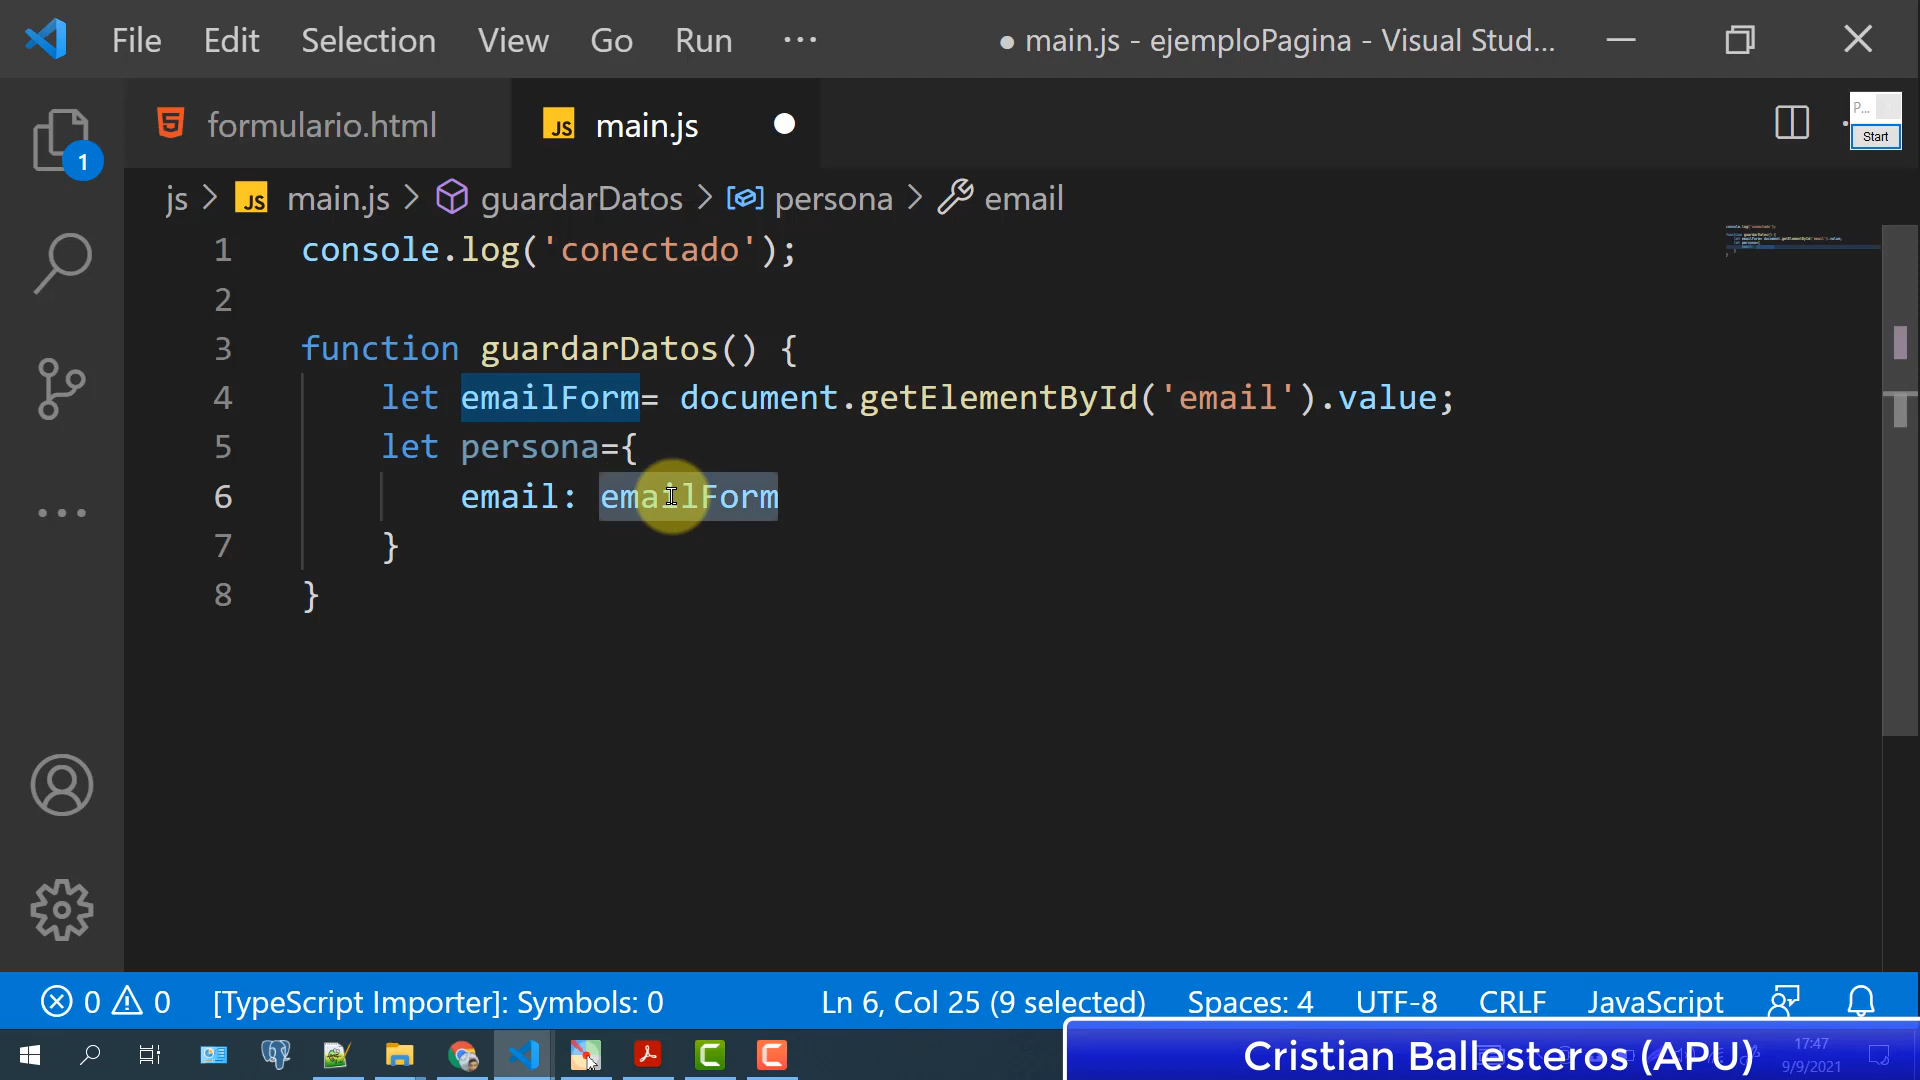 File Edit Selection View Go Run ··· ● main.js - ejemploPagina - Visual Stud...
formulario.html JS main.js
P...
Start
js > JS main.js > guardarDatos > persona > email
1 console.log('conectado');
2
3 function guardarDatos() {
4 let emailForm= document.getElementById('email').value;
5 let persona={
6 email: emailForm
7 }
8 }
1
0 0 [TypeScript Importer]: Symbols: 0 Ln 6, Col 25 (9 selected) Spaces: 4 UTF-8 CRLF JavaScript
Cristian Ballesteros (APU)
17:47
9/9/2021